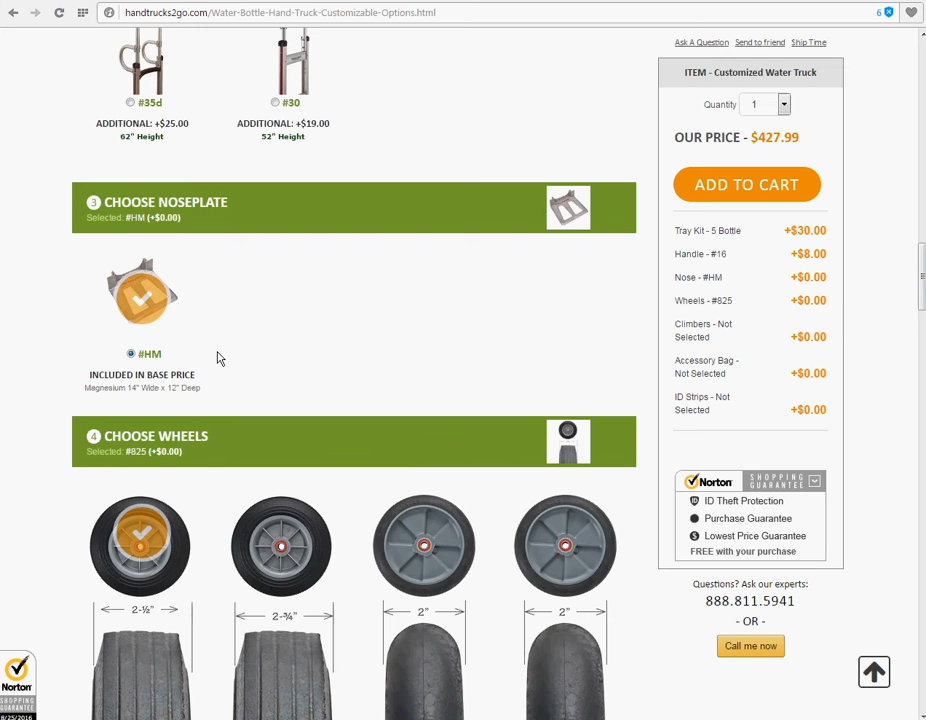 handtrucks2go.com/Water-Bottle-Hand-Truck-Customizable-Options.html
6
Ask A Question Send to friend Ship Time
ITEM - Customized Water Truck
Quantity 1
OUR PRICE - $427.99
ADD TO CART
Tray Kit - 5 Bottle +$30.00
Handle - #16 +$8.00
Nose - #HM +$0.00
Wheels - #825 +$0.00
Climbers - Not
Selected +$0.00
Accessory Bag -
Not Selected +$0.00
ID Strips - Not
Selected +$0.00
Norton SHOPPING
GUARANTEE
ID Theft Protection
Purchase Guarantee
Lowest Price Guarantee
FREE with your purchase
Questions? Ask our experts:
888.811.5941
- OR -
Call me now
#35d #30
ADDITIONAL: +$25.00 ADDITIONAL: +$19.00
62" Height 52" Height
3 CHOOSE NOSEPLATE
Selected: #HM (+$0.00)
#HM
INCLUDED IN BASE PRICE
Magnesium 14" Wide x 12" Deep
4 CHOOSE WHEELS
Selected: #825 (+$0.00)
2-½" 2-¾" 2" 2"
Norton
SHOPPING
GUARANTEE
8/25/2016